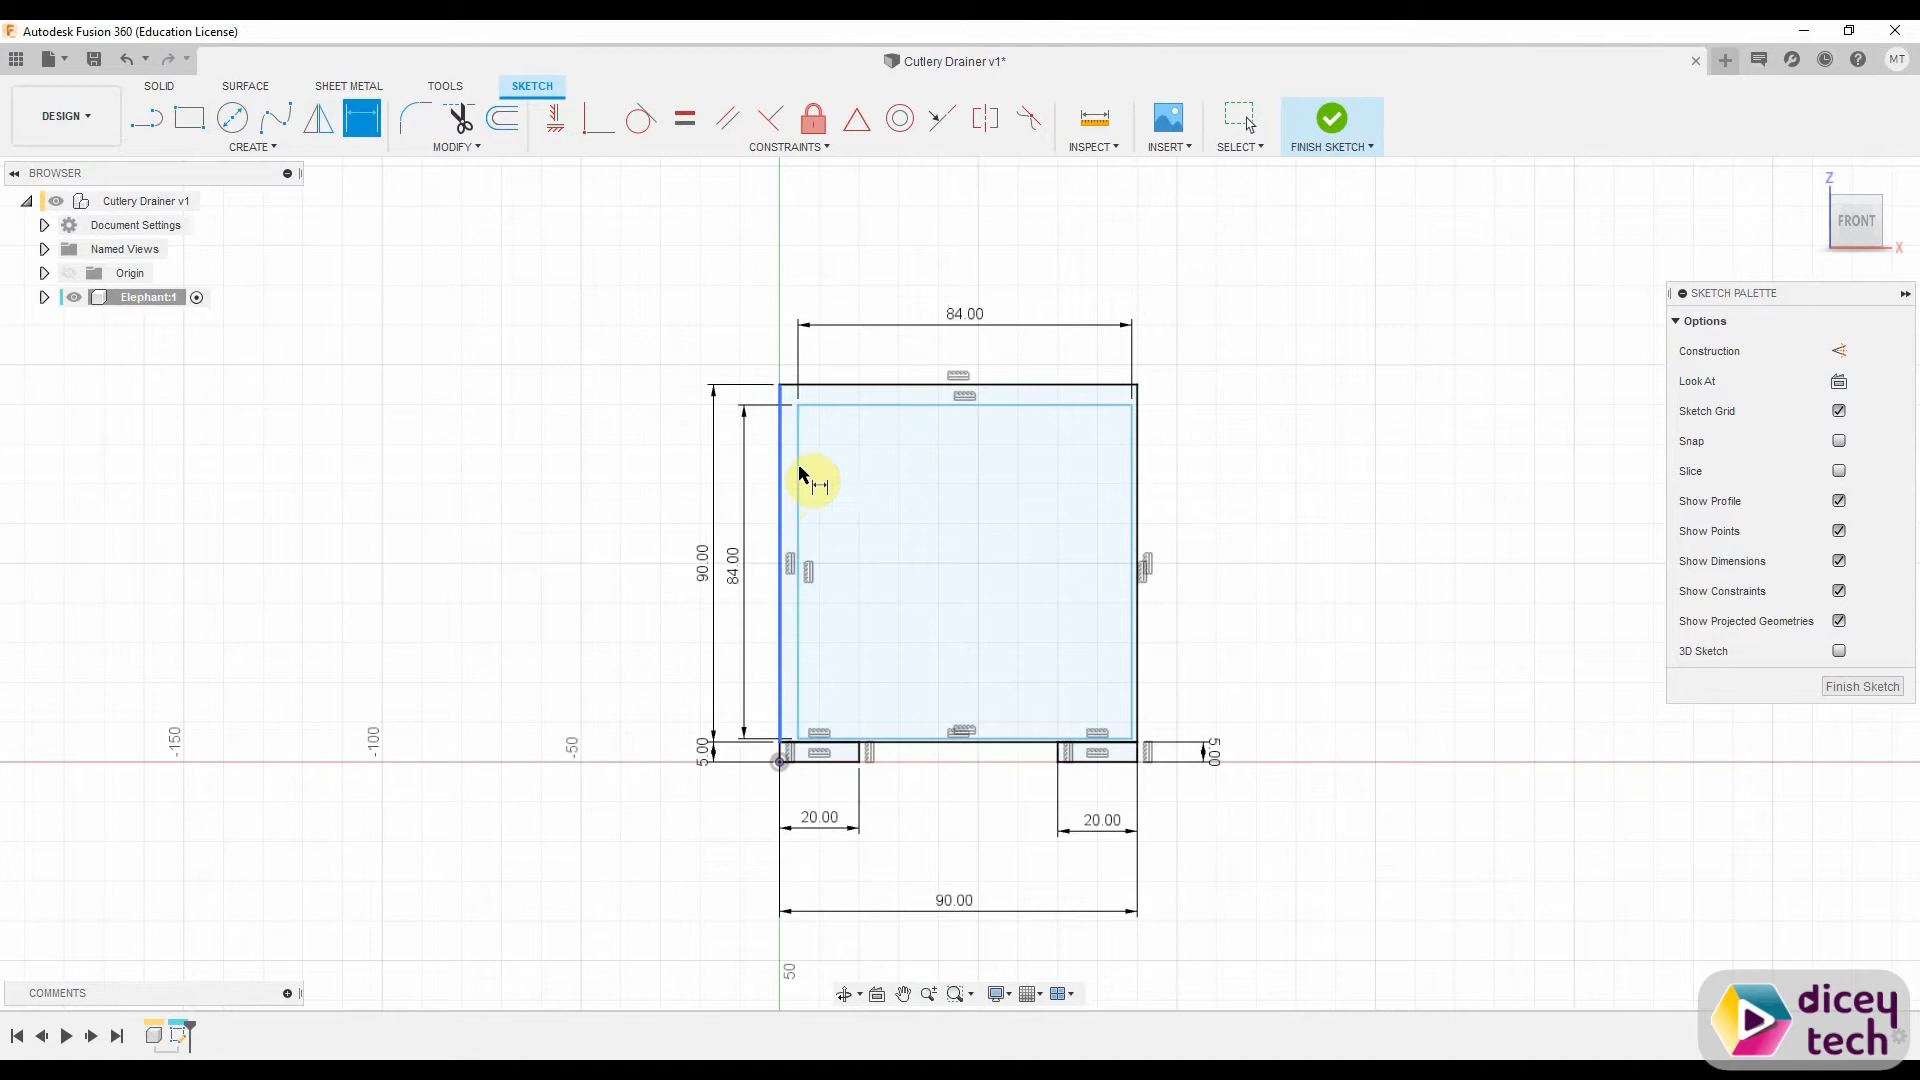 Autodesk Fusion 360 (Education License)
Cutlery Drainer v1*
MT
DESIGN
SOLID
SURFACE
SHEET METAL
TOOLS
SKETCH
CREATE
MODIFY
CONSTRAINTS
INSPECT
INSERT
SELECT
FINISH SKETCH
BROWSER
Cutlery Drainer v1
Document Settings
Named Views
Origin
Elephant:1
Z
FRONT
X
SKETCH PALETTE
Options
Construction
Look At
Sketch Grid
Snap
Slice
Show Profile
Show Points
Show Dimensions
Show Constraints
Show Projected Geometries
3D Sketch
Finish Sketch
84.00
90.00
84.00
-150
-100
-50
5.00
5.00
20.00
20.00
90.00
50
COMMENTS
dicey
tech